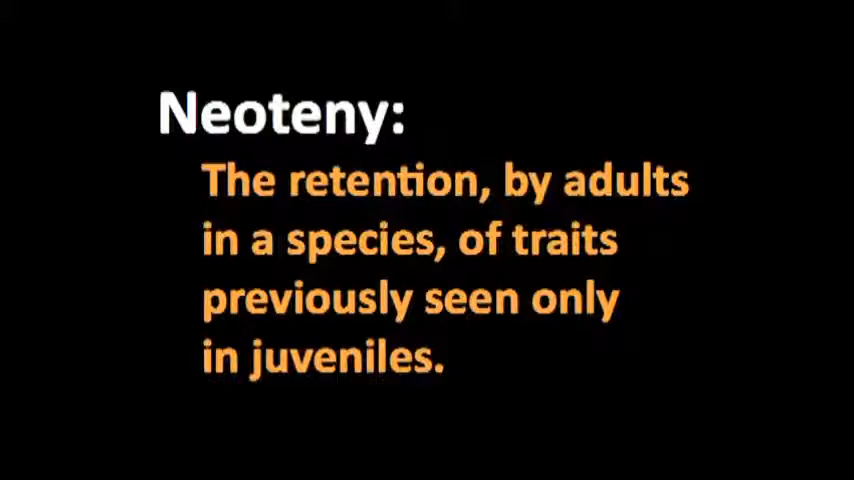 Neoteny:
The retention, by adults
in a species, of traits
previously seen only
in juveniles.